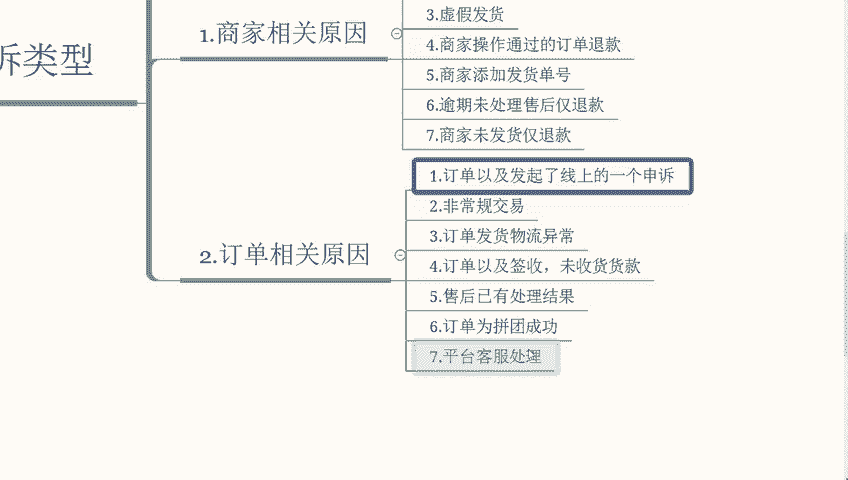 诉类型
1.商家相关原因
3.虚假发货
4.商家操作通过的订单退款
5.商家添加发货单号
6.逾期未处理售后仅退款
7.商家未发货仅退款
2.订单相关原因
1.订单以及发起了线上的一个申诉
2.非常规交易
3.订单发货物流异常
4.订单以及签收，未收货货款
5.售后已有处理结果
6.订单为拼团成功
7.平台客服处理